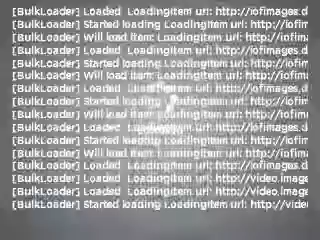 [BulkLoader] Loaded LoadingItem url: http://iofimages.d
[BulkLoader] Started loading LoadingItem url: http://iofim
[BulkLoader] Will load item: LoadingItem url: http://iofima
[BulkLoader] Loaded LoadingItem url: http://iofimages.d
[BulkLoader] Started loading LoadingItem url: http://iofim
[BulkLoader] Will load item: LoadingItem url: http://iofima
[BulkLoader] Loaded LoadingItem url: http://iofimages.d
[BulkLoader] Started loading LoadingItem url: http://iofim
[BulkLoader] Will load item: LoadingItem url: http://iofima
[BulkLoader] Loaded LoadingItem url: http://iofimages.d
[BulkLoader] Started loading LoadingItem url: http://iofim
[BulkLoader] Will load item: LoadingItem url: http://iofima
[BulkLoader] Loaded LoadingItem url: http://iofimages.d
[BulkLoader] Loaded LoadingItem url: http://video.image
[BulkLoader] Loaded LoadingItem url: http://video.image
[BulkLoader] Started loading LoadingItem url: http://vide